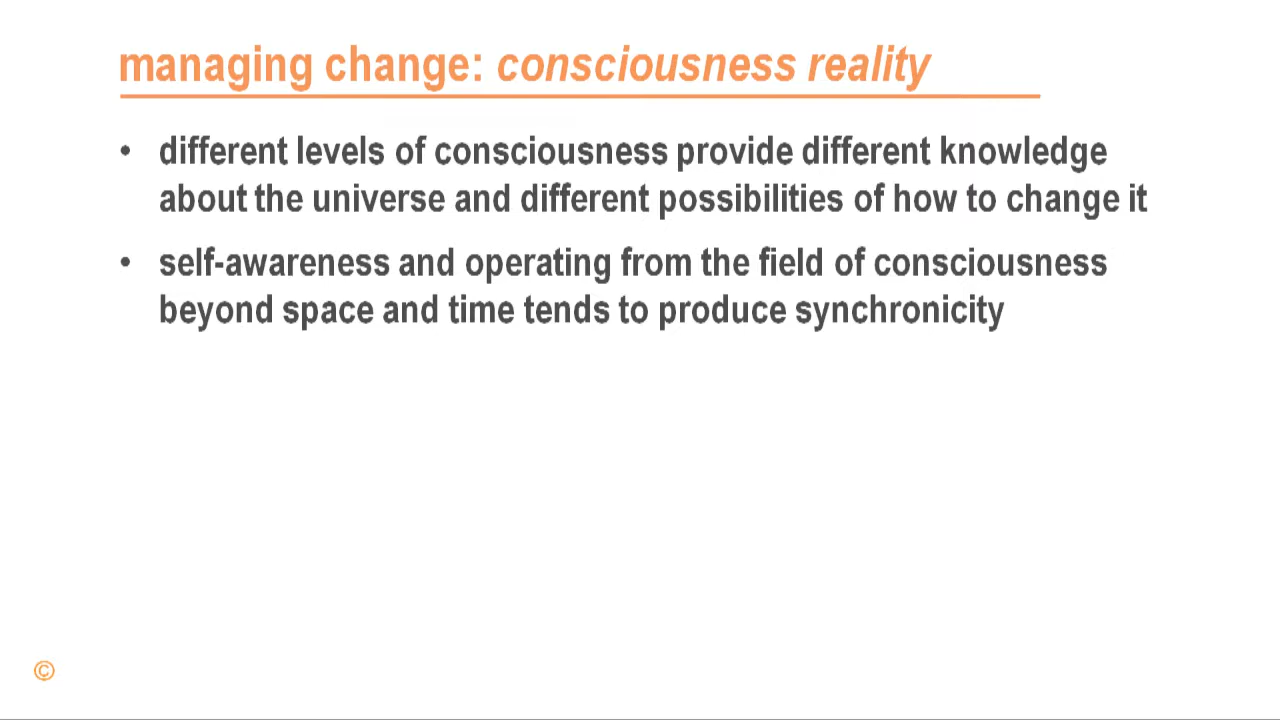 managing change: consciousness reality
• different levels of consciousness provide different knowledge
about the universe and different possibilities of how to change it
• self-awareness and operating from the field of consciousness
beyond space and time tends to produce synchronicity
©